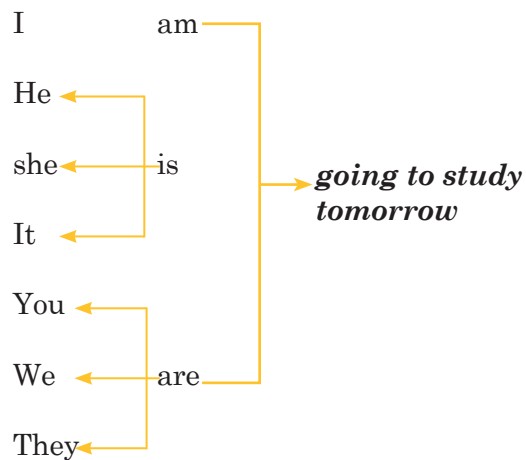 I am
He
she is
It
going to study
tomorrow
You
We are
They